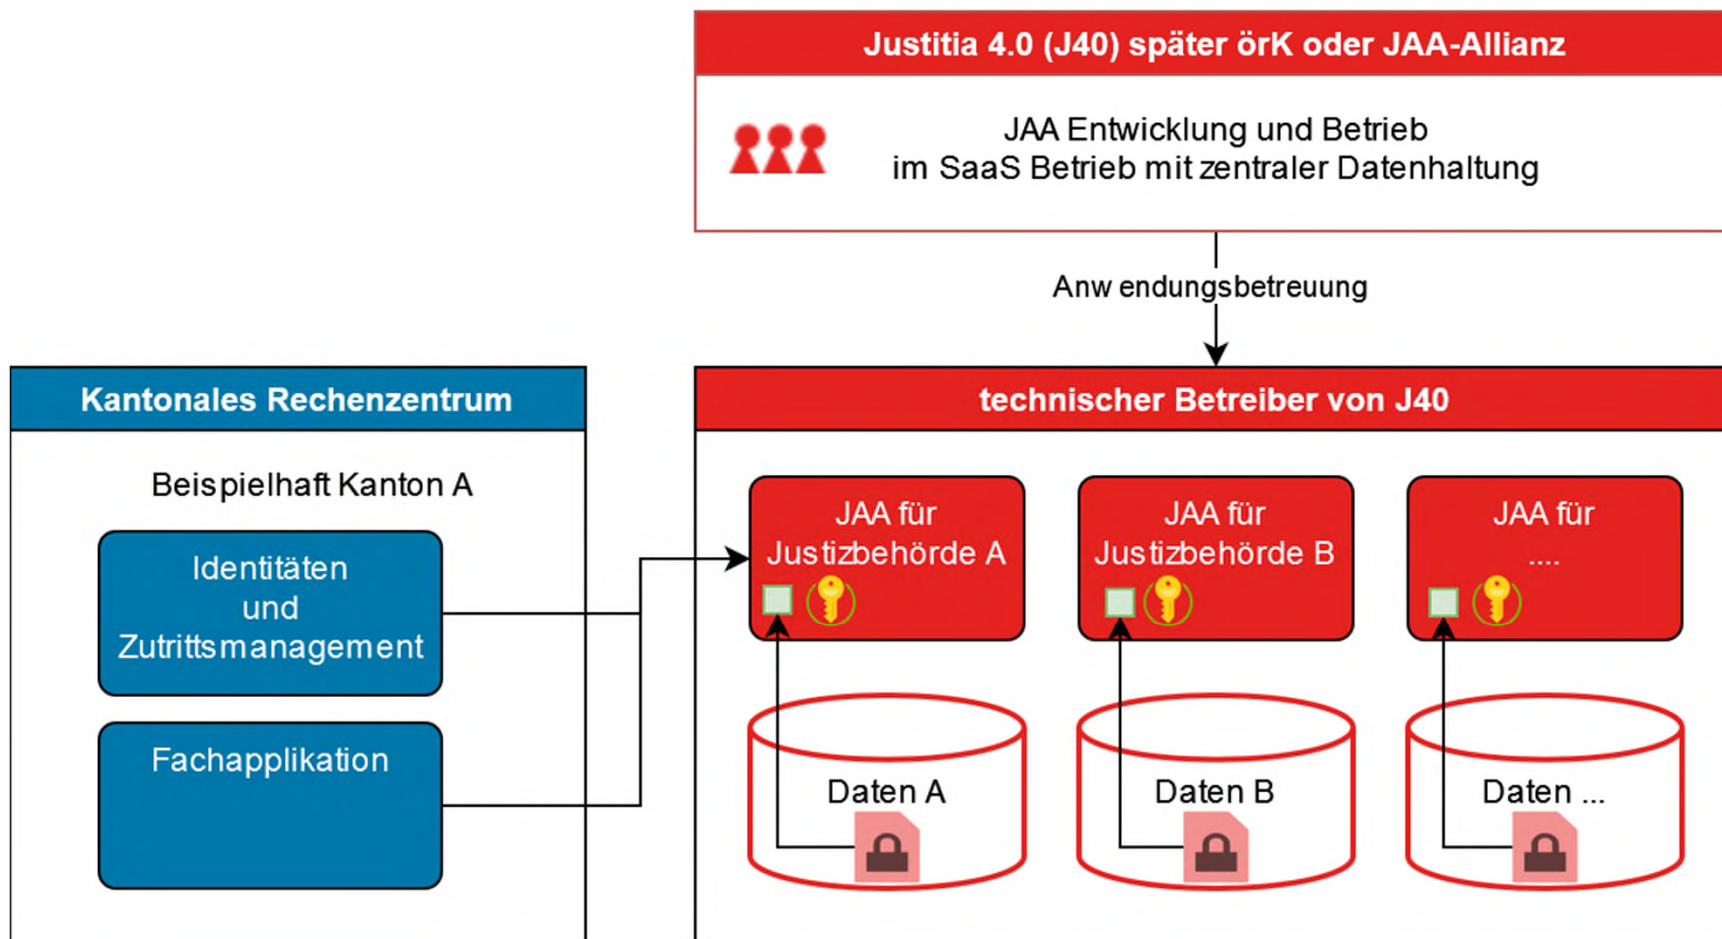 Justitia 4.0 (J40) später örK oder JAA-Allianz
JAA Entwicklung und Betrieb
im SaaS Betrieb mit zentraler Datenhaltung
Anw endungsbetreuung
Kantonales Rechenzentrum
Beispielhaft Kanton A
Identitäten
und
Zutrittsmanagement
Fachapplikation
technischer Betreiber von J40
JAA für
Justizbehörde A
JAA für
Justizbehörde B
JAA für
....
Daten A
Daten B
Daten ...